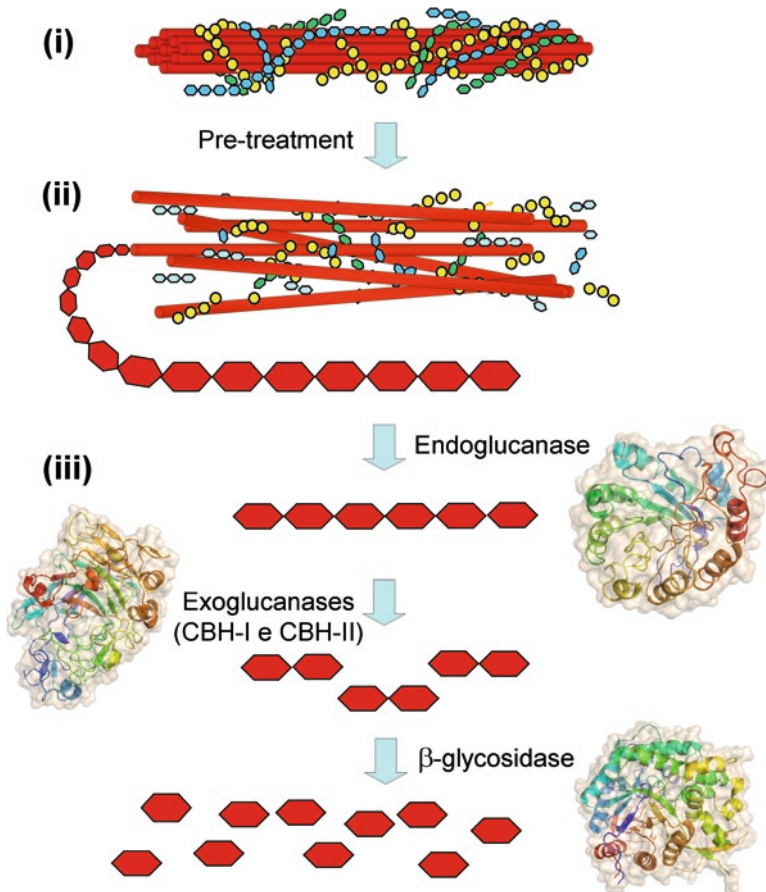 (i)
Pre-treatment
(ii)
Endoglucanase
(iii)
Exoglucanases
(CBH-I e CBH-II)
β-glycosidase